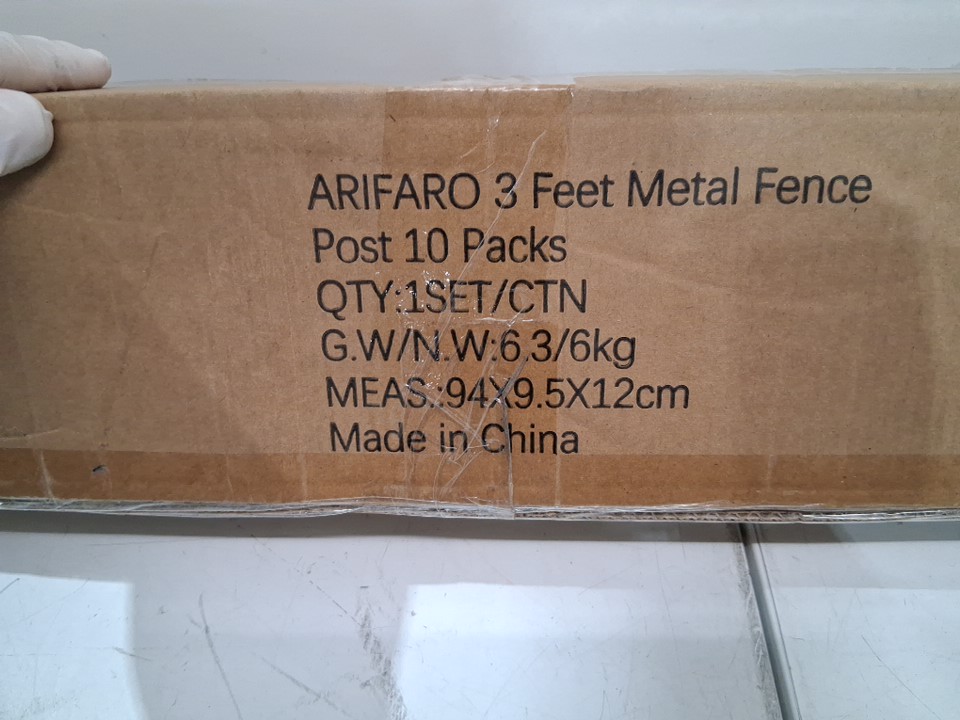 ARIFARO 3 Feet Metal Fence
Post 10 Packs
QTY:1SET/CTN
G.W/N.W:6.3/6kg
MEAS.:94X9.5X12cm
Made in China